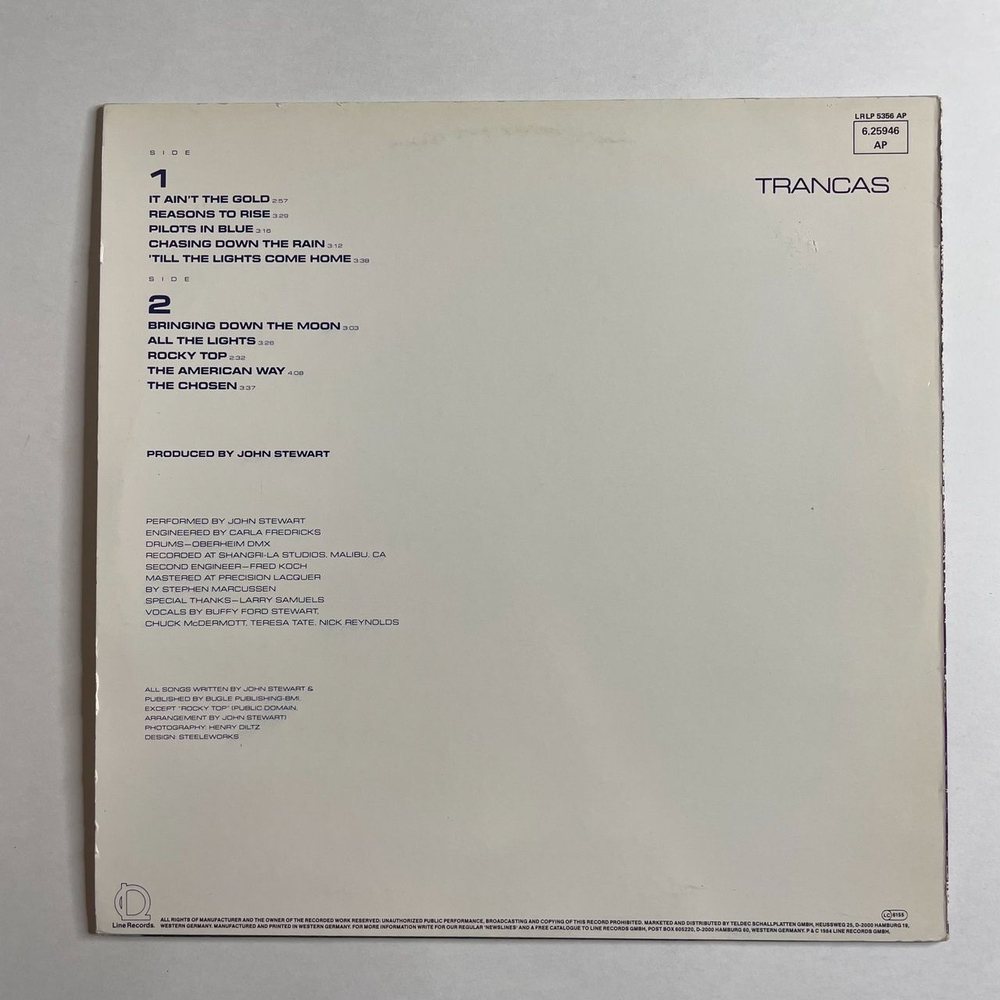 LRLP 5356 AP
6.25946
AP
TRANCAS
SIDE
1
IT AIN'T THE GOLD 2:57
REASONS TO RISE 3:29
PILOTS IN BLUE 3:18
CHASING DOWN THE RAIN 3:12
'TILL THE LIGHTS COME HOME 3:38
SIDE
2
BRINGING DOWN THE MOON 3:03
ALL THE LIGHTS 3:26
ROCKY TOP 2:32
THE AMERICAN WAY 4:08
THE CHOSEN 3:37
PRODUCED BY JOHN STEWART
PERFORMED BY JOHN STEWART
ENGINEERED BY CARLA FREDRICKS
DRUMS—OBERHEIM DMX
RECORDED AT SHANGRI-LA STUDIOS, MALIBU, CA
SECOND ENGINEER—FRED KOCH
MASTERED AT PRECISION LACQUER
BY STEPHEN MARCUSSEN
SPECIAL THANKS—LARRY SAMUELS
VOCALS BY BUFFY FORD STEWART,
CHUCK McDERMOTT, TERESA TATE, NICK REYNOLDS
ALL SONGS WRITTEN BY JOHN STEWART &
PUBLISHED BY BUGLE PUBLISHING-BMI,
EXCEPT "ROCKY TOP" (PUBLIC DOMAIN,
ARRANGEMENT BY JOHN STEWART)
PHOTOGRAPHY: HENRY DILTZ
DESIGN: STEELEWORKS
Line Records.
ALL RIGHTS OF MANUFACTURER AND THE OWNER OF THE RECORDED WORK RESERVED: UNAUTHORIZED PUBLIC PERFORMANCE, BROADCASTING AND COPYING OF THIS RECORD PROHIBITED. MARKETED AND DISTRIBUTED BY TELDEC SCHALLPLATTEN GMBH, HEUSSWEG 25, D-2000 HAMBURG 19,
WESTERN GERMANY. MANUFACTURED AND PRINTED IN WESTERN GERMANY. FOR MORE INFORMATION WRITE FOR OUR REGULAR 'NEWSLINES' AND A FREE CATALOGUE TO LINE RECORDS GMBH, POST BOX 605220, D-2000 HAMBURG 60, WESTERN GERMANY. P & C 1984 LINE RECORDS GMBH.
LC 6155